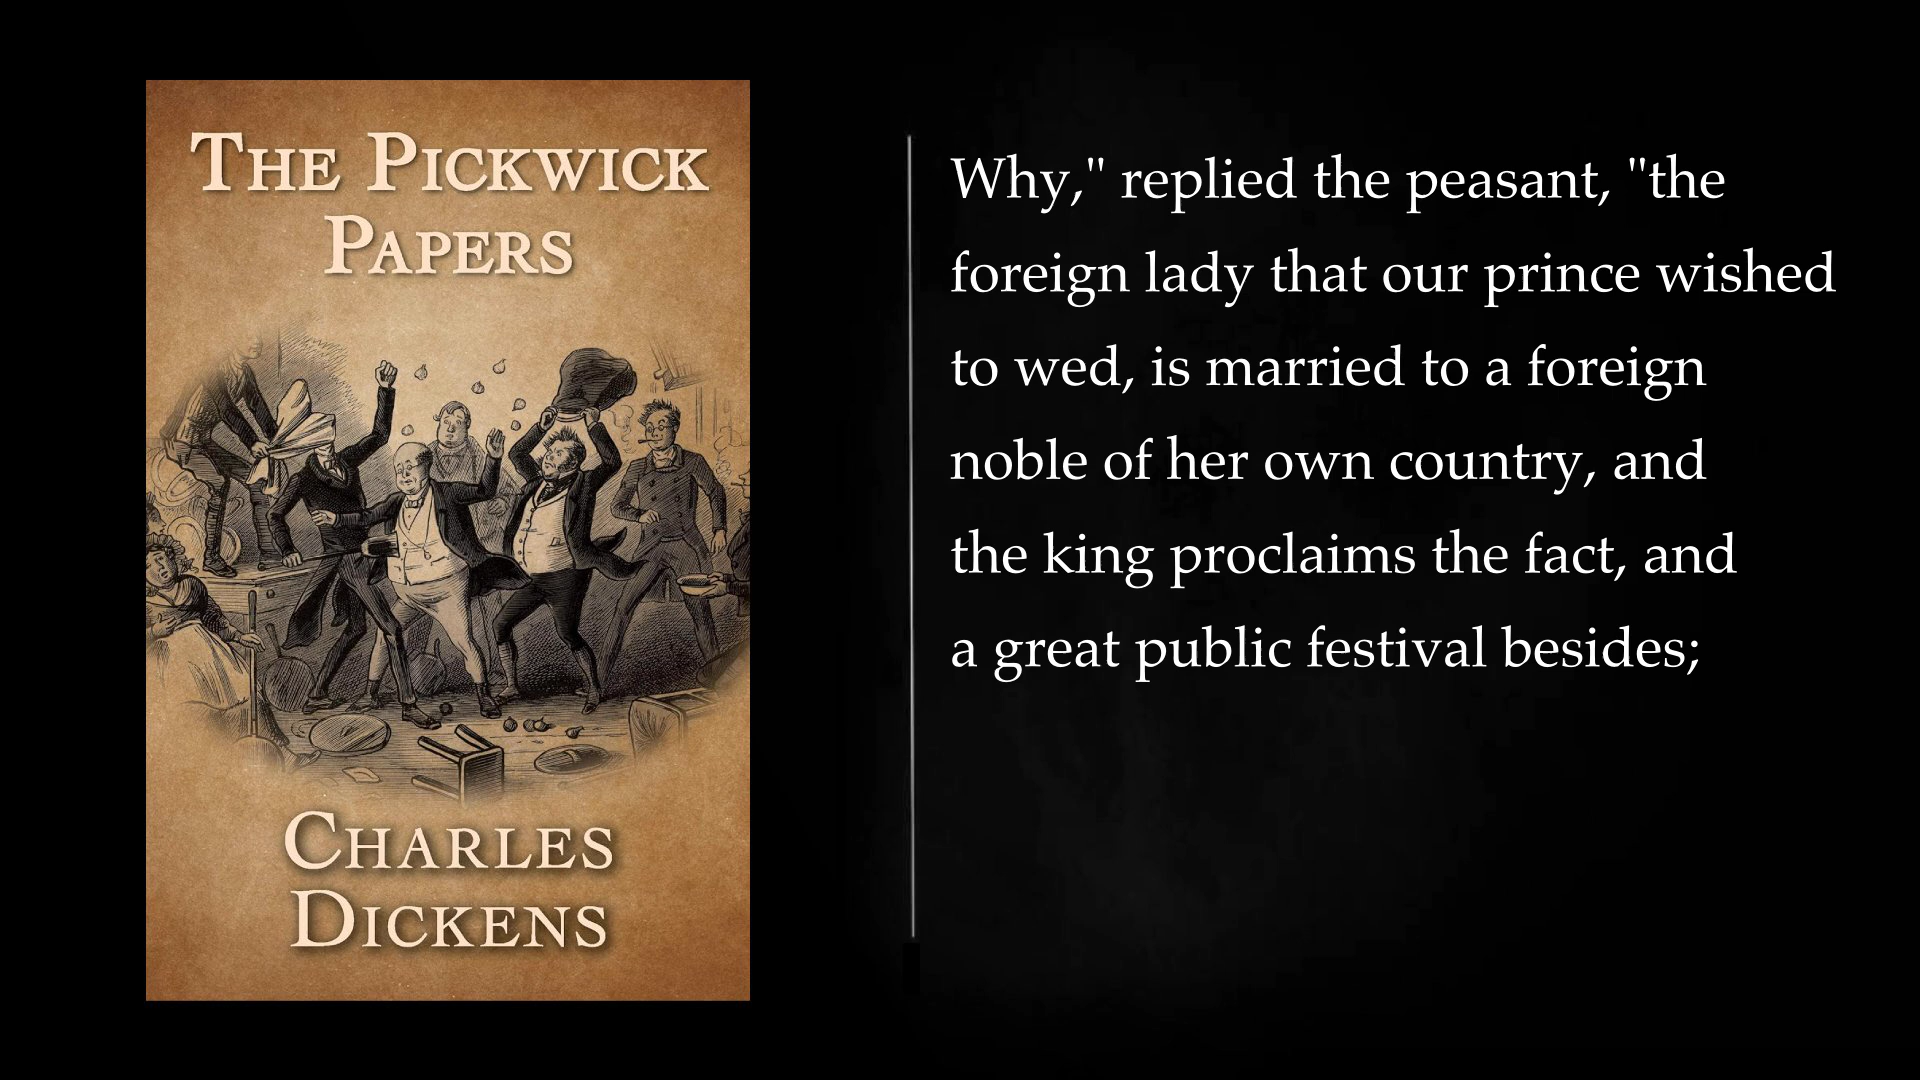 THE PICKWICK
PAPERS
CHARLES
DICKENS
Why," replied the peasant, "the
foreign lady that our prince wished
to wed, is married to a foreign
noble of her own country, and
the king proclaims the fact, and
a great public festival besides;